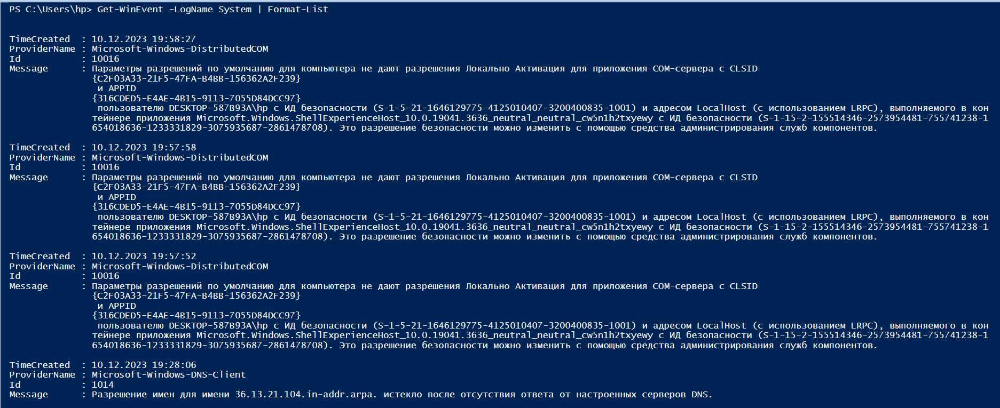 PS C:\Users\hp> Get-WinEvent -LogName System | Format-List
TimeCreated  : 10.12.2023 19:58:27
ProviderName : Microsoft-Windows-DistributedCOM
Id           : 10016
Message      : Параметры разрешений по умолчанию для компьютера не дают разрешения Локально Активация для приложения COM-сервера с CLSID
{C2F03A33-21F5-47FA-B4BB-156362A2F239}
и APPID
{316CDED5-E4AE-4B15-9113-7055D84DCC97}
пользователю DESKTOP-587B93A\hp с ИД безопасности (S-1-5-21-1646129775-4125010407-3200400835-1001) и адресом LocalHost (с использованием LRPC), выполняемого в кон
тейнере приложения Microsoft.Windows.ShellExperienceHost_10.0.19041.3636_neutral_neutral_cw5n1h2txyewy с ИД безопасности (S-1-15-2-155514346-2573954481-755741238-1
654018636-1233331829-3075935687-2861478708). Это разрешение безопасности можно изменить с помощью средства администрирования служб компонентов.
TimeCreated  : 10.12.2023 19:57:58
ProviderName : Microsoft-Windows-DistributedCOM
Id           : 10016
Message      : Параметры разрешений по умолчанию для компьютера не дают разрешения Локально Активация для приложения COM-сервера с CLSID
{C2F03A33-21F5-47FA-B4BB-156362A2F239}
и APPID
{316CDED5-E4AE-4B15-9113-7055D84DCC97}
пользователю DESKTOP-587B93A\hp с ИД безопасности (S-1-5-21-1646129775-4125010407-3200400835-1001) и адресом LocalHost (с использованием LRPC), выполняемого в кон
тейнере приложения Microsoft.Windows.ShellExperienceHost_10.0.19041.3636_neutral_neutral_cw5n1h2txyewy с ИД безопасности (S-1-15-2-155514346-2573954481-755741238-1
654018636-1233331829-3075935687-2861478708). Это разрешение безопасности можно изменить с помощью средства администрирования служб компонентов.
TimeCreated  : 10.12.2023 19:57:52
ProviderName : Microsoft-Windows-DistributedCOM
Id           : 10016
Message      : Параметры разрешений по умолчанию для компьютера не дают разрешения Локально Активация для приложения COM-сервера с CLSID
{C2F03A33-21F5-47FA-B4BB-156362A2F239}
и APPID
{316CDED5-E4AE-4B15-9113-7055D84DCC97}
пользователю DESKTOP-587B93A\hp с ИД безопасности (S-1-5-21-1646129775-4125010407-3200400835-1001) и адресом LocalHost (с использованием LRPC), выполняемого в кон
тейнере приложения Microsoft.Windows.ShellExperienceHost_10.0.19041.3636_neutral_neutral_cw5n1h2txyewy с ИД безопасности (S-1-15-2-155514346-2573954481-755741238-1
654018636-1233331829-3075935687-2861478708). Это разрешение безопасности можно изменить с помощью средства администрирования служб компонентов.
TimeCreated  : 10.12.2023 19:28:06
ProviderName : Microsoft-Windows-DNS-Client
Id           : 1014
Message      : Разрешение имен для имени 36.13.21.104.in-addr.arpa. истекло после отсутствия ответа от настроенных серверов DNS.